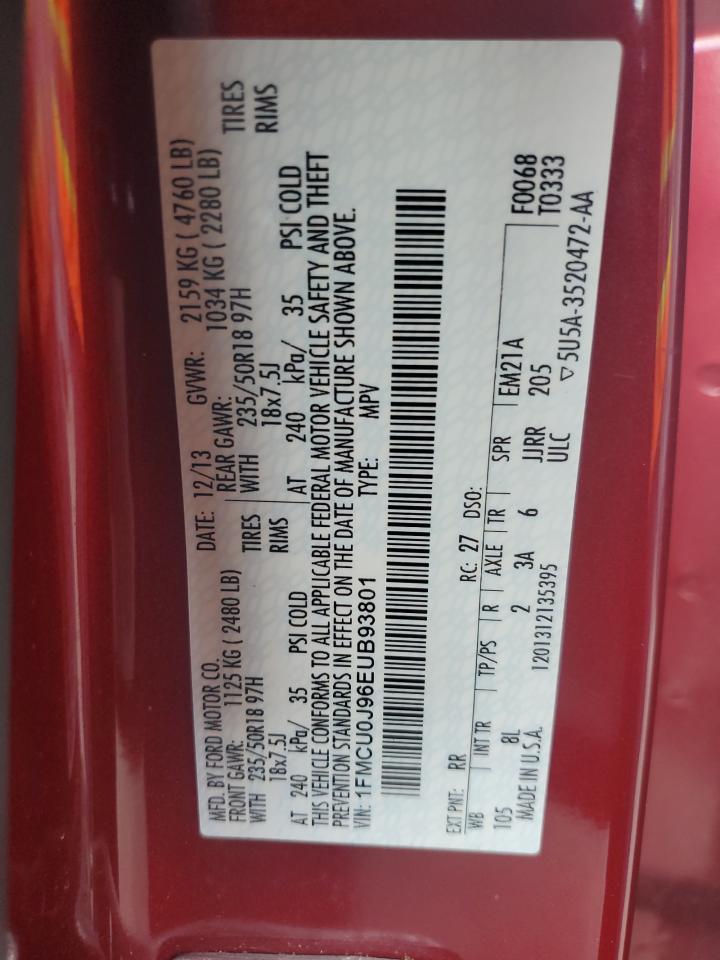 MFD. BY FORD MOTOR CO.
DATE: 12/13 GVWR: 2159 KG ( 4760 LB)
FRONT GAWR: 1125 KG ( 2480 LB) REAR GAWR: 1034 KG ( 2280 LB)
WITH 235/50R18 97H TIRES WITH 235/50R18 97H TIRES
18x7.5J RIMS 18x7.5J RIMS
AT 240 kPa/ 35 PSI COLD AT 240 kPa/ 35 PSI COLD
THIS VEHICLE CONFORMS TO ALL APPLICABLE FEDERAL MOTOR VEHICLE SAFETY AND THEFT
PREVENTION STANDARDS IN EFFECT ON THE DATE OF MANUFACTURE SHOWN ABOVE.
VIN: 1FMCU0J96EUB93801 TYPE: MPV
EXT PNT: RR RC: 27 DSO: F0068
WB INT TR TP/PS R AXLE TR SPR EM21A T0333
105 8L 2 3A 6 JJRR 205
MADE IN U.S.A. 1201312135395 ULC ▽5U5A-3520472-AA